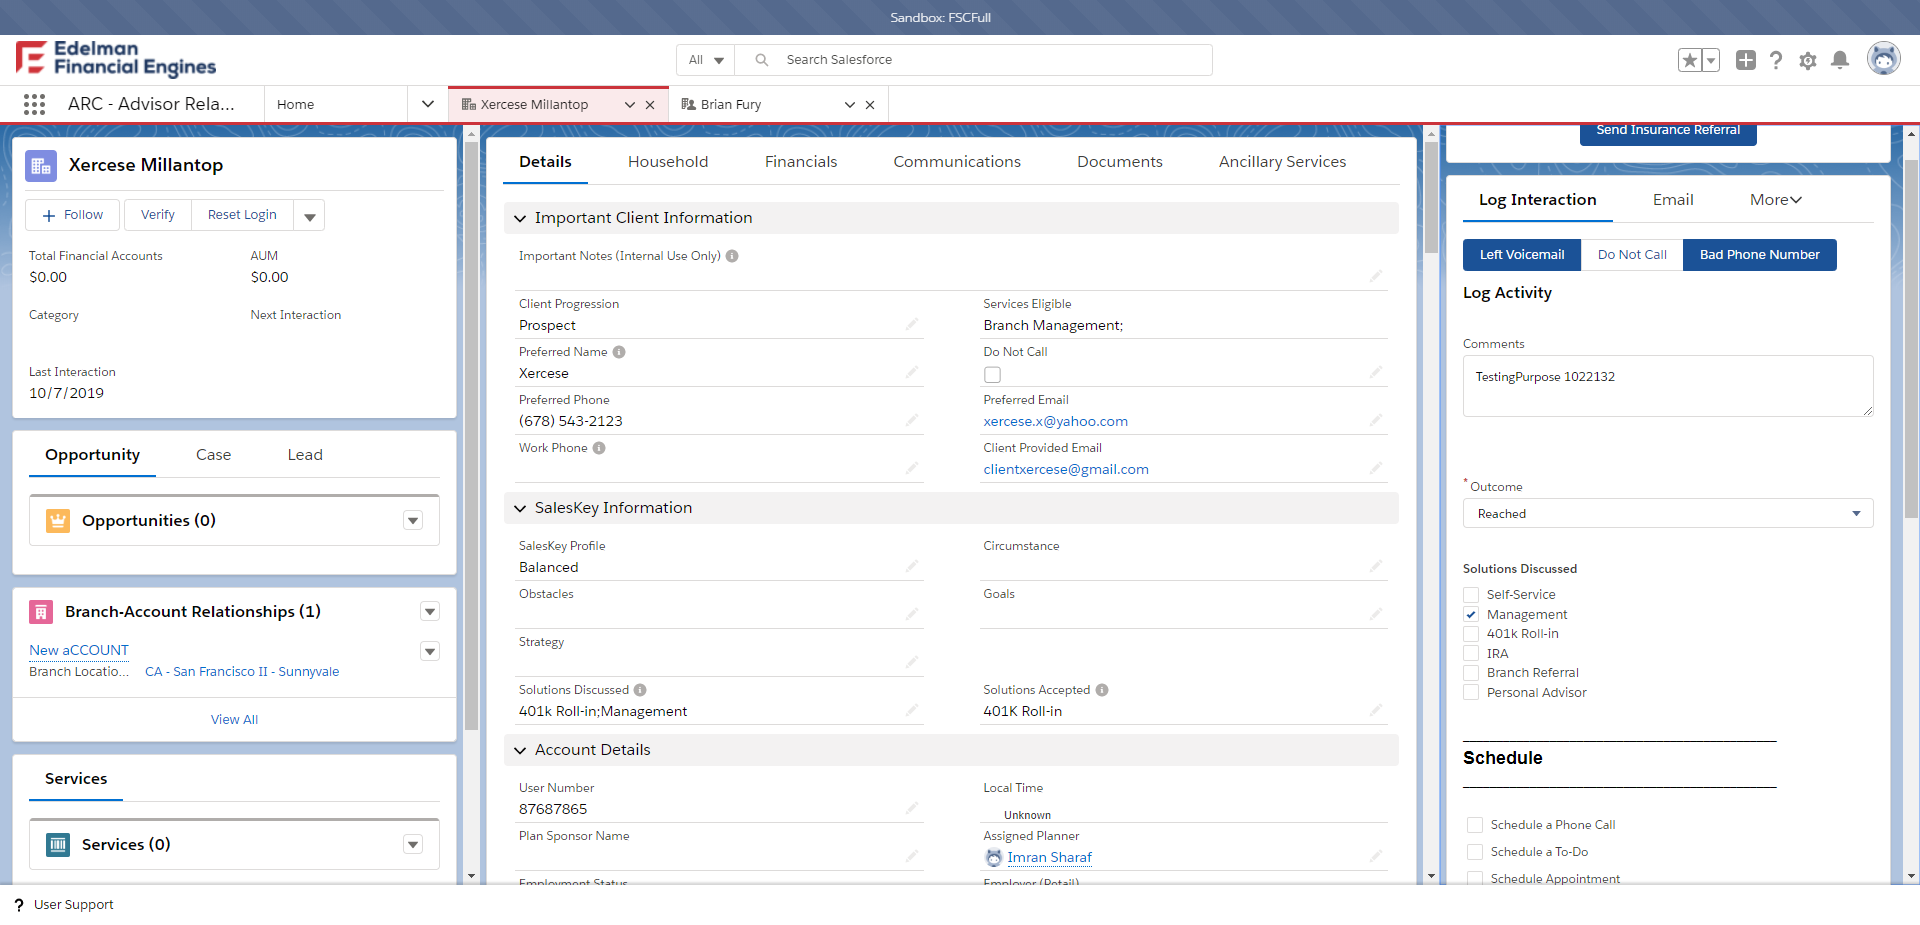 Sandbox: FSCFull
Edelman
Financial Engines
All
Search Salesforce
ARC - Advisor Rela...
Home
Xercese Millantop
Brian Fury
Xercese Millantop
Follow
Verify
Reset Login
Total Financial Accounts
$0.00
AUM
$0.00
Category
Next Interaction
Last Interaction
10/7/2019
Opportunity
Case
Lead
Opportunities (0)
Branch-Account Relationships (1)
New aCCOUNT
Branch Locatio...
CA - San Francisco II - Sunnyvale
View All
Services
Services (0)
Details
Household
Financials
Communications
Documents
Ancillary Services
Important Client Information
Important Notes (Internal Use Only)
Client Progression
Prospect
Services Eligible
Branch Management;
Preferred Name
Xercese
Do Not Call
Preferred Phone
(678) 543-2123
Preferred Email
xercese.x@yahoo.com
Work Phone
Client Provided Email
clientxercese@gmail.com
SalesKey Information
SalesKey Profile
Balanced
Circumstance
Obstacles
Goals
Strategy
Solutions Discussed
401k Roll-in;Management
Solutions Accepted
401K Roll-in
Account Details
User Number
87687865
Local Time
Unknown
Plan Sponsor Name
Assigned Planner
Imran Sharaf
Employment Status
Employer (Retail)
Send Insurance Referral
Log Interaction
Email
More
Left Voicemail
Do Not Call
Bad Phone Number
Log Activity
Comments
TestingPurpose 1022132
* Outcome
Reached
Solutions Discussed
Self-Service
Management
401k Roll-in
IRA
Branch Referral
Personal Advisor
Schedule
Schedule a Phone Call
Schedule a To-Do
Schedule Appointment
? User Support